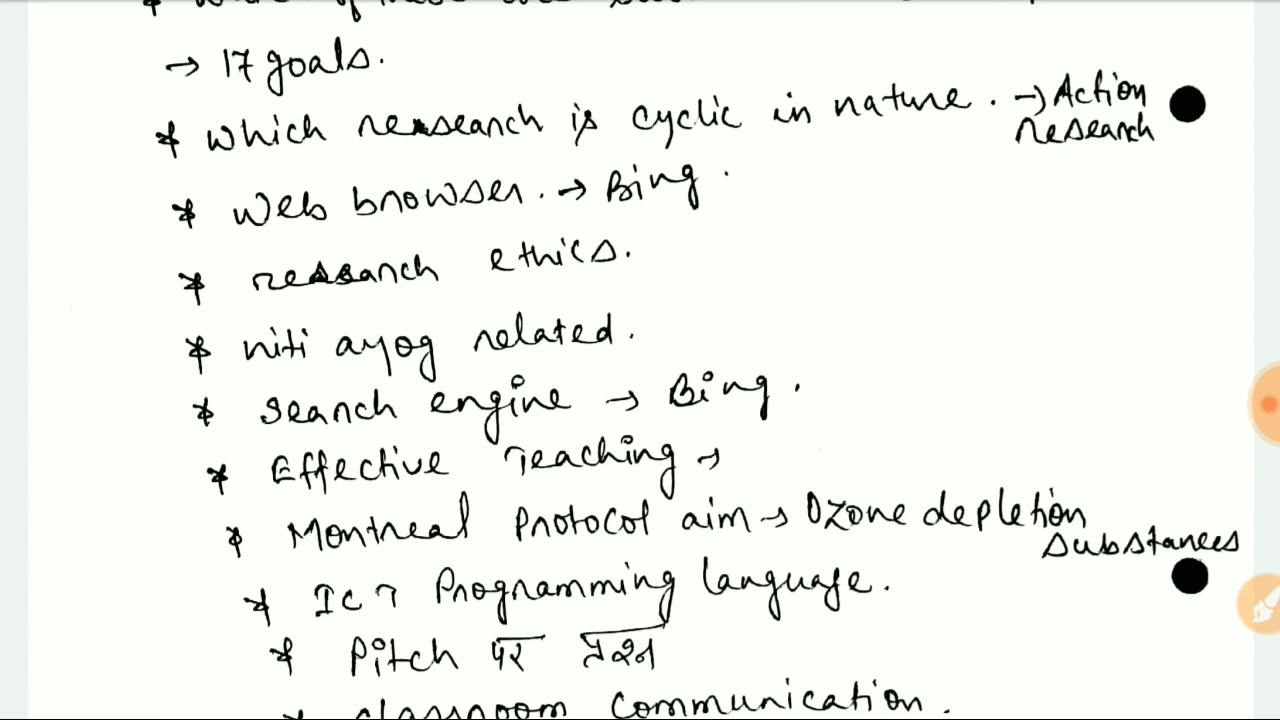 → 17 goals.
* which research is cyclic in nature. → Action research
* Web browser. → Bing.
* research ethics.
* niti ayog related.
* search engine → Bing.
* Effective Teaching →
* Montreal Protocol aim → Ozone depletion substances
* ICT Programming language.
* Pitch पर प्रश्न
* classroom communication.